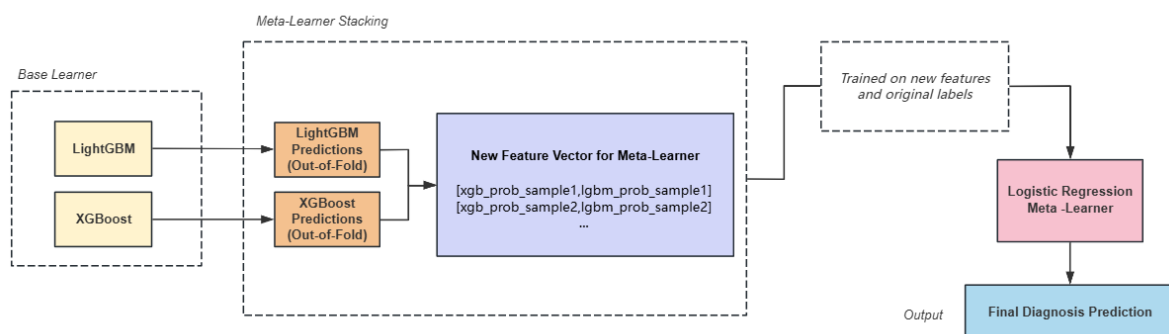 Meta-Learner Stacking
Base Learner
LightGBM
XGBoost
LightGBM
Predictions
(Out-of-Fold)
XGBoost
Predictions
(Out-of-Fold)
New Feature Vector for Meta-Learner
[xgb_prob_sample1,lgbm_prob_sample1]
[xgb_prob_sample2,lgbm_prob_sample2]
...
Trained on new features
and original labels
Logistic Regression
Meta -Learner
Output
Final Diagnosis Prediction